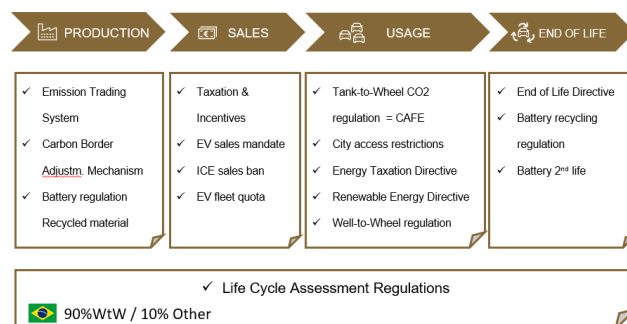 PRODUCTION
SALES
USAGE
END OF LIFE
✓ Emission Trading
System
✓ Carbon Border
Adjustm. Mechanism
✓ Battery regulation
Recycled material
✓ Taxation &
Incentives
✓ EV sales mandate
✓ ICE sales ban
✓ EV fleet quota
✓ Tank-to-Wheel CO2
regulation = CAFE
✓ City access restrictions
✓ Energy Taxation Directive
✓ Renewable Energy Directive
✓ Well-to-Wheel regulation
✓ End of Life Directive
✓ Battery recycling
regulation
✓ Battery 2nd life
✓ Life Cycle Assessment Regulations
90%WtW / 10% Other